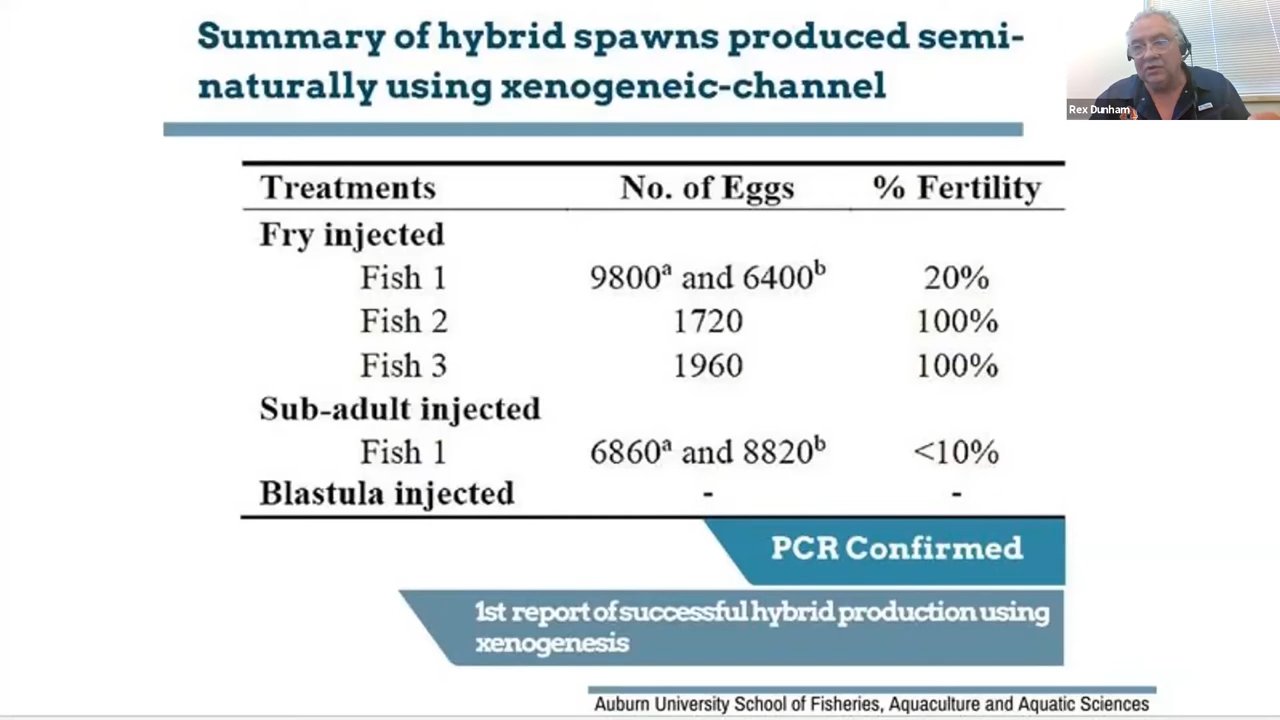 Summary of hybrid spawns produced semi-
naturally using xenogeneic-channel
Rex Dunham
Treatments No. of Eggs % Fertility
Fry injected
Fish 1 9800ᵃ and 6400ᵇ 20%
Fish 2 1720 100%
Fish 3 1960 100%
Sub-adult injected
Fish 1 6860ᵃ and 8820ᵇ <10%
Blastula injected - -
PCR Confirmed
1st report of successful hybrid production using
xenogenesis
Auburn University School of Fisheries, Aquaculture and Aquatic Sciences